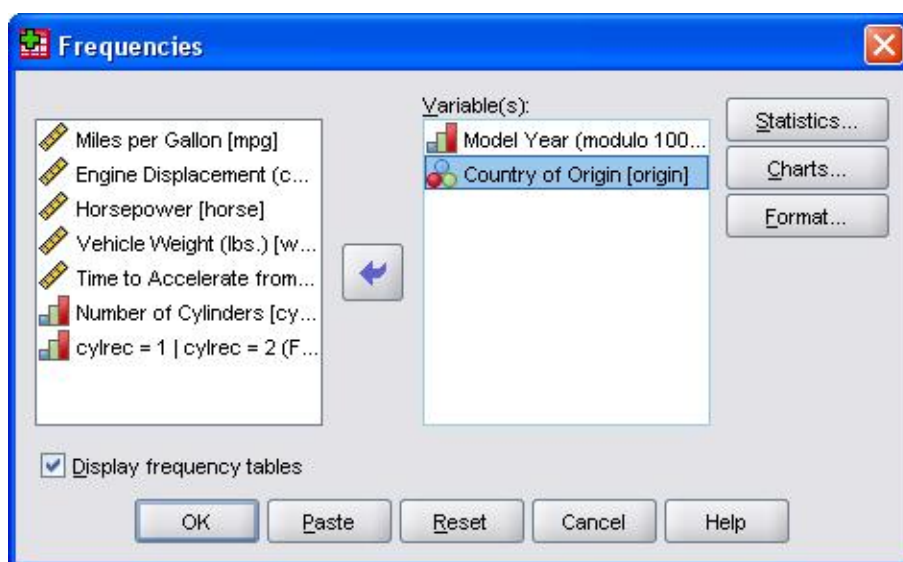 Frequencies
Variable(s):
Miles per Gallon [mpg]
Engine Displacement (c...
Horsepower [horse]
Vehicle Weight (lbs.) [w...
Time to Accelerate from...
Number of Cylinders [cy...
cylrec = 1 | cylrec = 2 (F...
Model Year (modulo 100...
Country of Origin [origin]
Statistics...
Charts...
Format...
Display frequency tables
OK
Paste
Reset
Cancel
Help